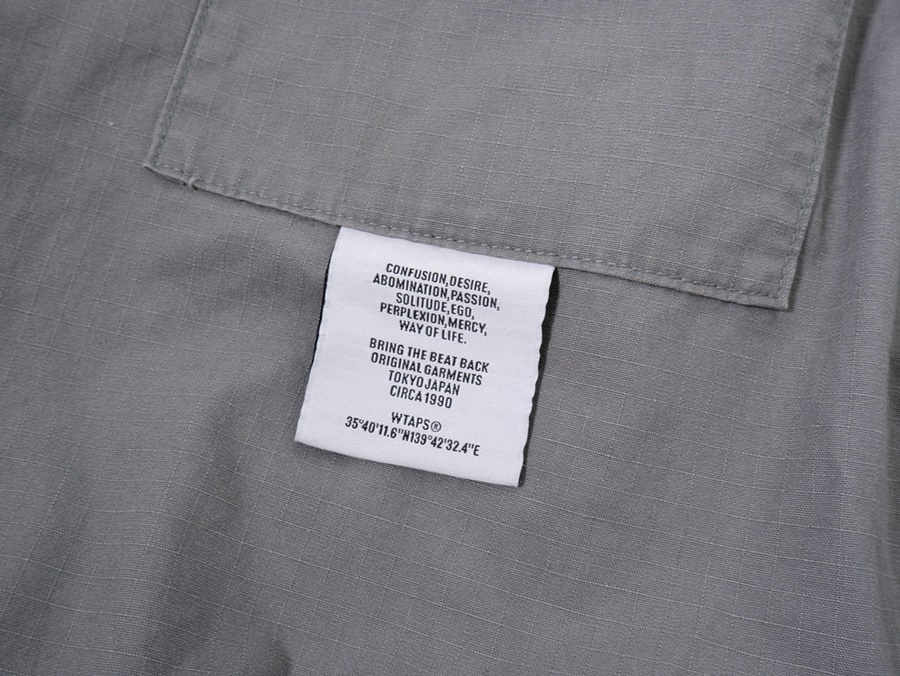 CONFUSION,DESIRE,
ABOMINATION,PASSION,
SOLITUDE,EGO,
PERPLEXION,MERCY,
WAY OF LIFE.
BRING THE BEAT BACK
ORIGINAL GARMENTS
TOKYO JAPAN
CIRCA 1990
WTAPS®
35°40'11.6"N139°42'32.4"E